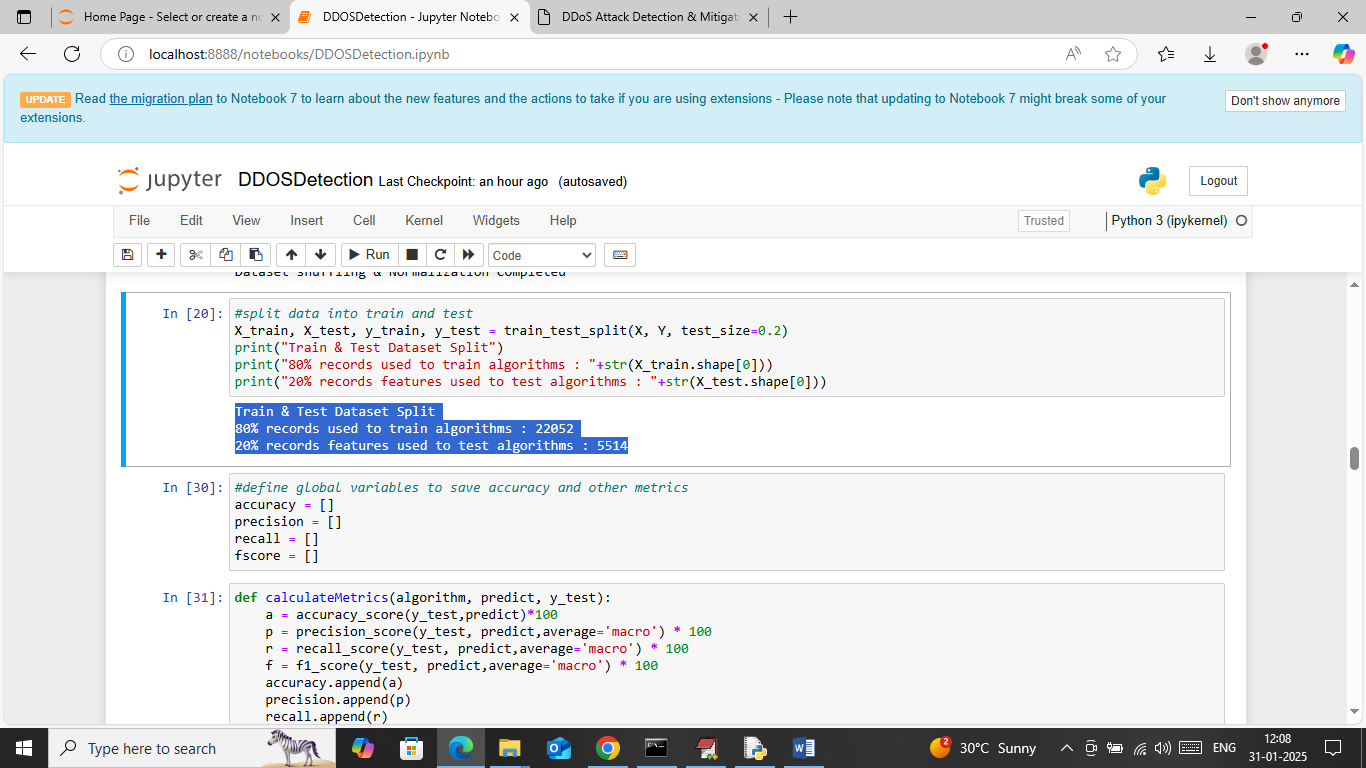 Home Page - Select or create a no
DDOSDetection - Jupyter Notebo
DDoS Attack Detection & Mitigat
localhost:8888/notebooks/DDOSDetection.ipynb
UPDATE Read the migration plan to Notebook 7 to learn about the new features and the actions to take if you are using extensions - Please note that updating to Notebook 7 might break some of your
extensions.
Don't show anymore
jupyter DDOSDetection Last Checkpoint: an hour ago (autosaved)
Logout
File Edit View Insert Cell Kernel Widgets Help
Trusted
Python 3 (ipykernel)
Run
Code
Dataset Shuffling & Normalization Completed
In [20]: #split data into train and test
X_train, X_test, y_train, y_test = train_test_split(X, Y, test_size=0.2)
print("Train & Test Dataset Split")
print("80% records used to train algorithms : "+str(X_train.shape[0]))
print("20% records features used to test algorithms : "+str(X_test.shape[0]))
Train & Test Dataset Split
80% records used to train algorithms : 22052
20% records features used to test algorithms : 5514
In [30]: #define global variables to save accuracy and other metrics
accuracy = []
precision = []
recall = []
fscore = []
In [31]: def calculateMetrics(algorithm, predict, y_test):
a = accuracy_score(y_test,predict)*100
p = precision_score(y_test, predict,average='macro') * 100
r = recall_score(y_test, predict,average='macro') * 100
f = f1_score(y_test, predict,average='macro') * 100
accuracy.append(a)
precision.append(p)
recall.append(r)
Type here to search
2
30°C Sunny
ENG
12:08
31-01-2025